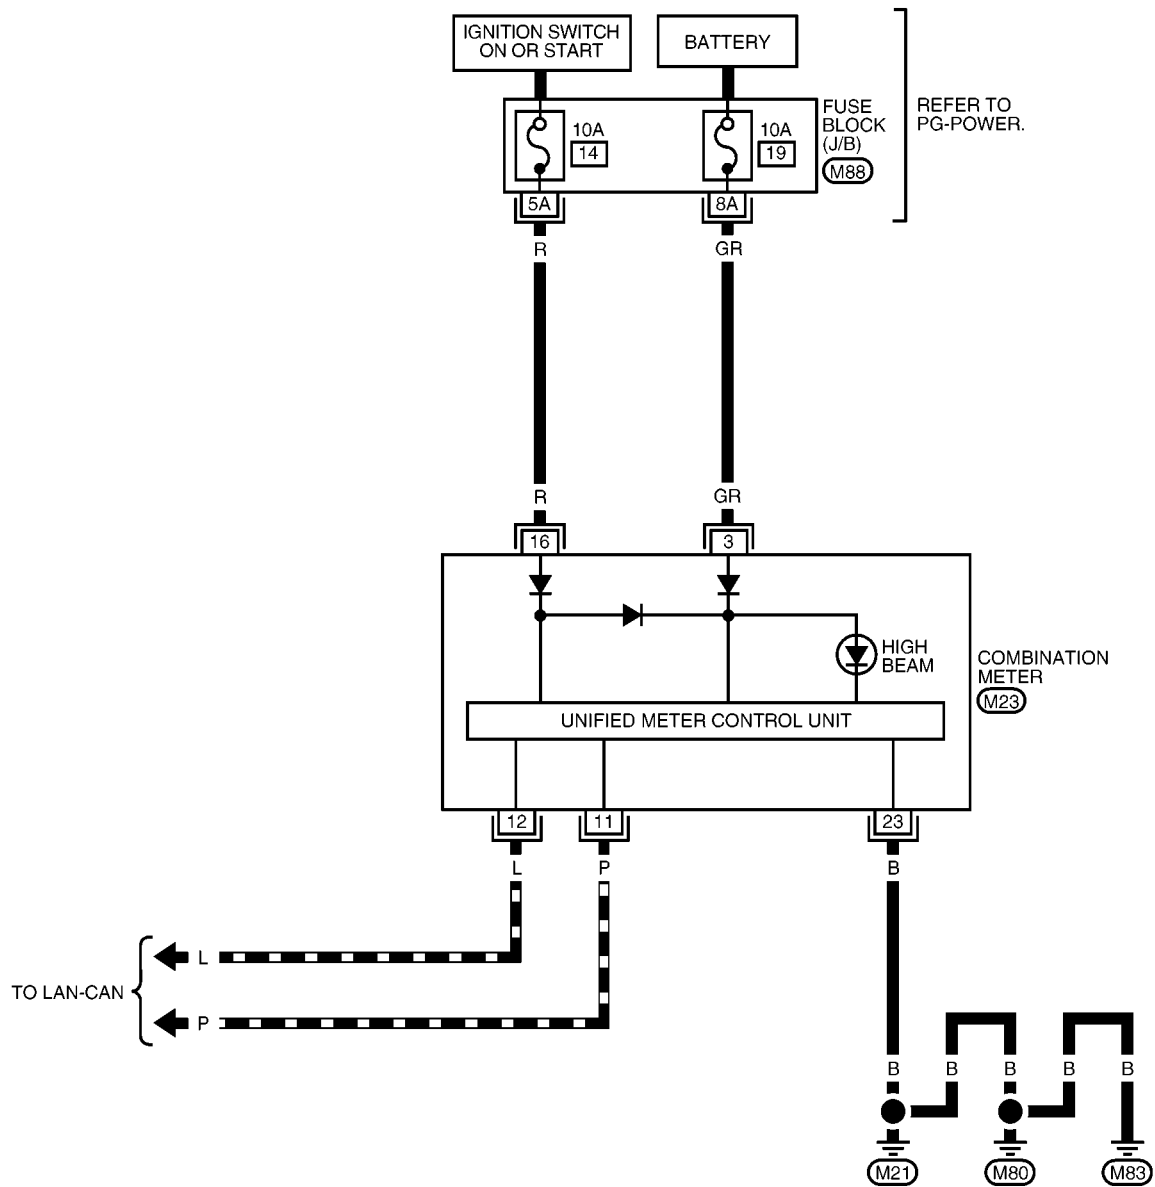 IGNITION SWITCH
ON OR START
BATTERY
FUSE
BLOCK
(J/B)
M88
REFER TO
PG-POWER.
10A
14
10A
19
5A
8A
R
GR
R
GR
16
3
HIGH
BEAM
COMBINATION
METER
M23
UNIFIED METER CONTROL UNIT
12
11
23
L
P
B
L
TO LAN-CAN
P
B
B
B
B
B
M21
M80
M83